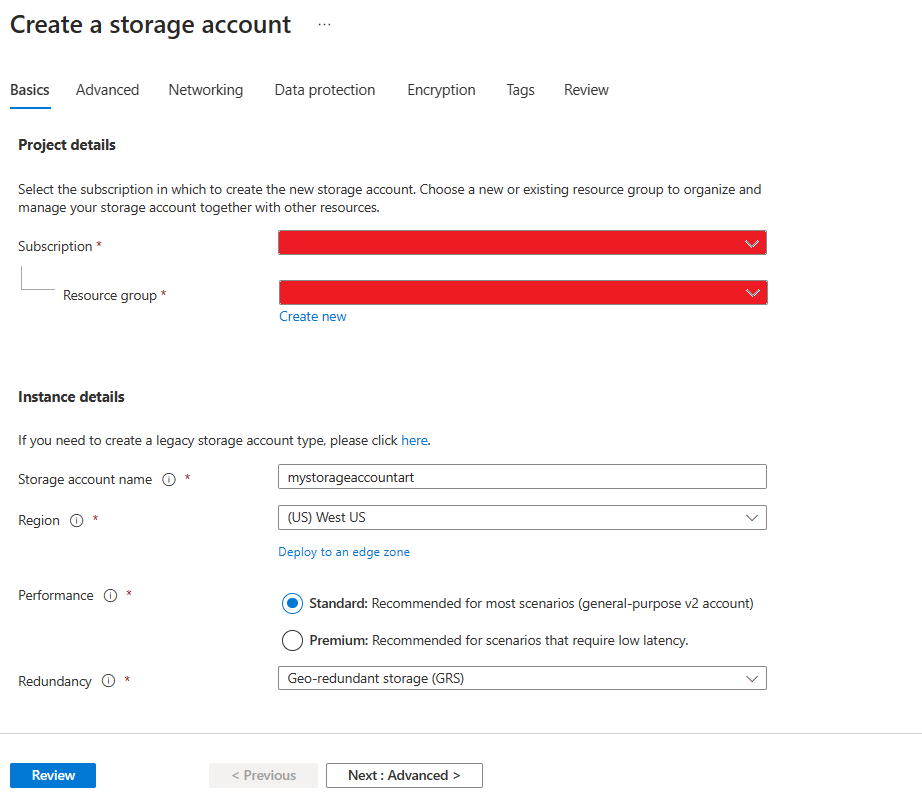 Create a storage account ...
Basics Advanced Networking Data protection Encryption Tags Review
Project details
Select the subscription in which to create the new storage account. Choose a new or existing resource group to organize and
manage your storage account together with other resources.
Subscription *
Resource group *
Create new
Instance details
If you need to create a legacy storage account type, please click here.
Storage account name * mystorageaccountart
Region * (US) West US
Deploy to an edge zone
Performance * Standard: Recommended for most scenarios (general-purpose v2 account)
Premium: Recommended for scenarios that require low latency.
Redundancy * Geo-redundant storage (GRS)
Review < Previous Next : Advanced >